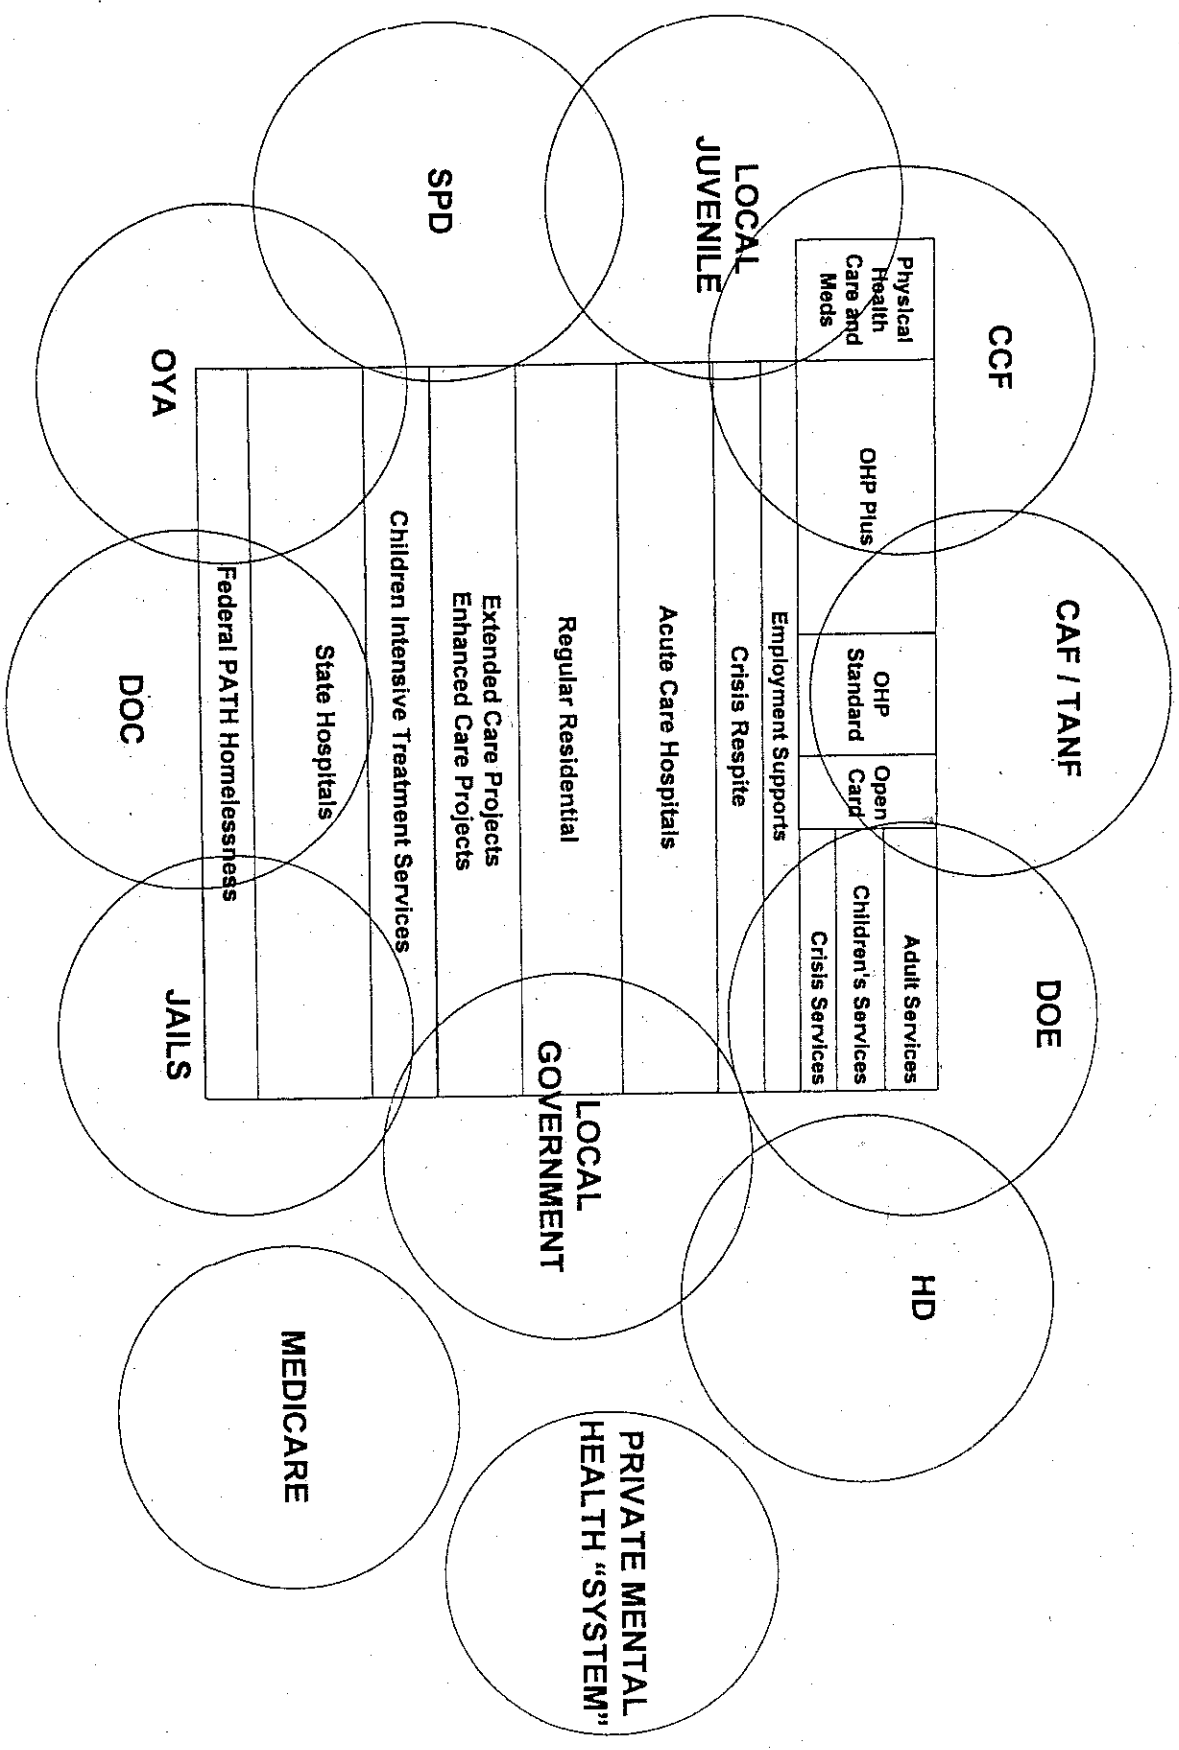 CCF
CAF / TANF
DOE
HD
LOCAL
JUVENILE
Physical
Health
Care and
Meds
OHP Plus
OHP
Standard
Open
Card
Adult Services
Children's Services
Crisis Services
Employment Supports
Crisis Respite
Acute Care Hospitals
Regular Residential
Extended Care Projects
Enhanced Care Projects
Children Intensive Treatment Services
State Hospitals
Federal PATH Homelessness
SPD
OYA
DOC
JAILS
LOCAL
GOVERNMENT
PRIVATE MENTAL
HEALTH “SYSTEM”
MEDICARE